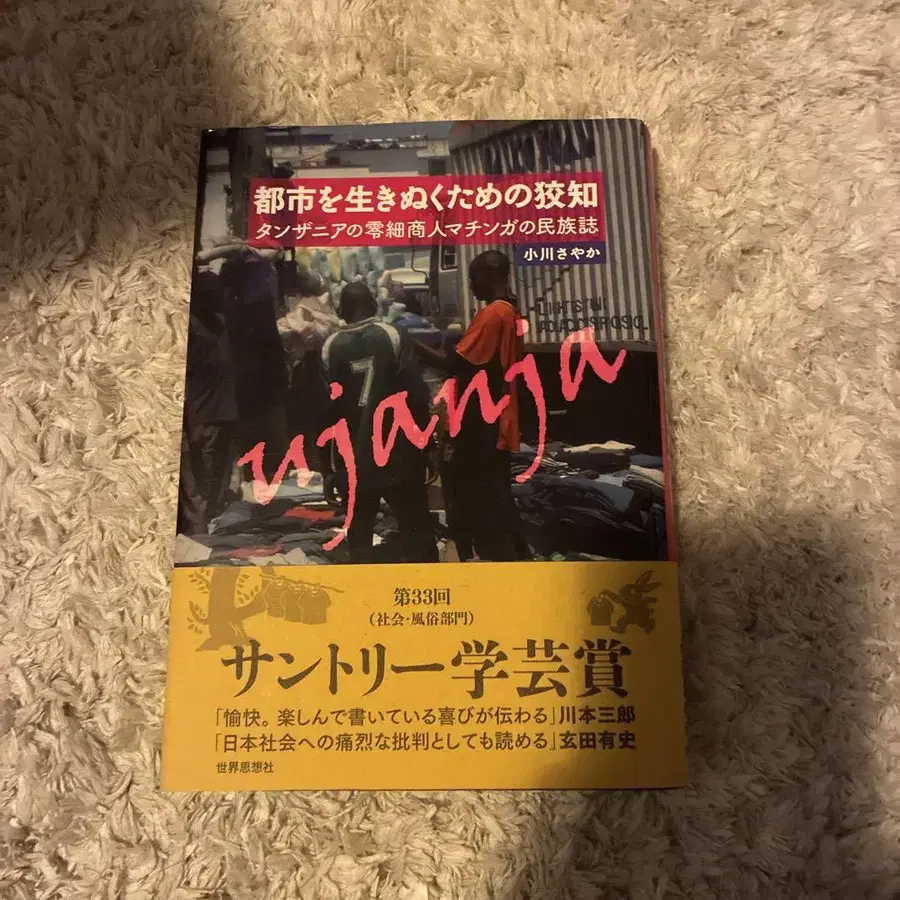 都市を生きぬくための狡知
タンザニアの零細商人マチンガの民族誌
小川さやか
7
ujanja
第33回
(社会・風俗部門)
サントリー学芸賞
「愉快。楽しんで書いている喜びが伝わる」川本三郎
「日本社会への痛烈な批判としても読める」玄田有史
世界思想社